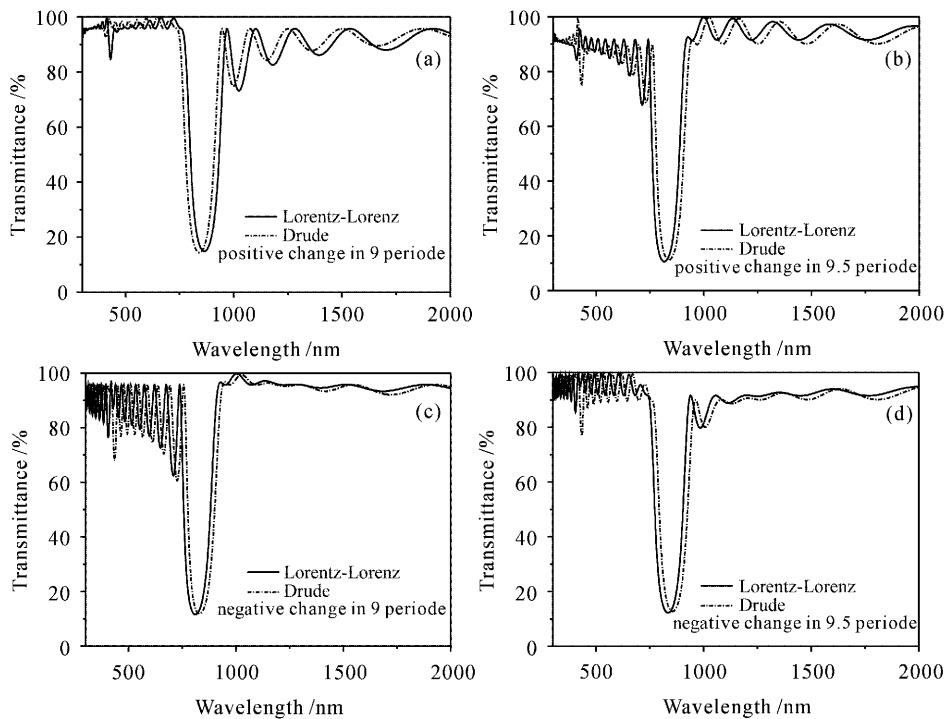 100
80
60
40
20
0
Transmittance /%
(a)
Lorentz-Lorenz
Drude
positive change in 9 periode
500 1000 1500 2000
Wavelength /nm
100
80
60
40
20
0
Transmittance /%
(b)
Lorentz-Lorenz
Drude
positive change in 9.5 periode
500 1000 1500 2000
Wavelength /nm
100
80
60
40
20
0
Transmittance /%
(c)
Lorentz-Lorenz
Drude
negative change in 9 periode
500 1000 1500 2000
Wavelength /nm
100
80
60
40
20
0
Transmittance /%
(d)
Lorentz-Lorenz
Drude
negative change in 9.5 periode
500 1000 1500 2000
Wavelength /nm